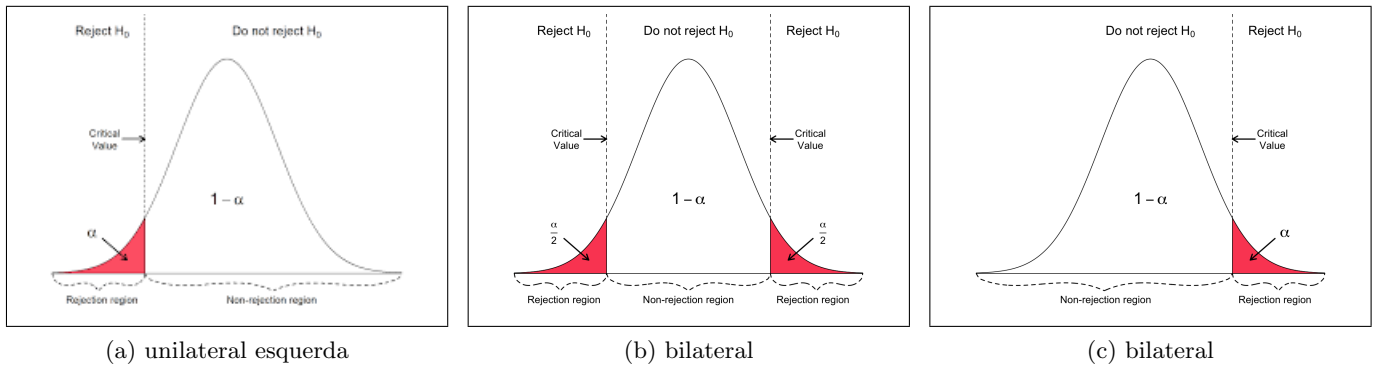 Reject H₀
Do not reject H₀
Critical
Value
1 – α
α
Rejection region
Non-rejection region
(a) unilateral esquerda
Reject H₀
Do not reject H₀
Reject H₀
Critical
Value
Critical
Value
1 – α
α
2
α
2
Rejection region
Non-rejection region
Rejection region
(b) bilateral
Do not reject H₀
Reject H₀
Critical
Value
1 – α
α
Non-rejection region
Rejection region
(c) bilateral